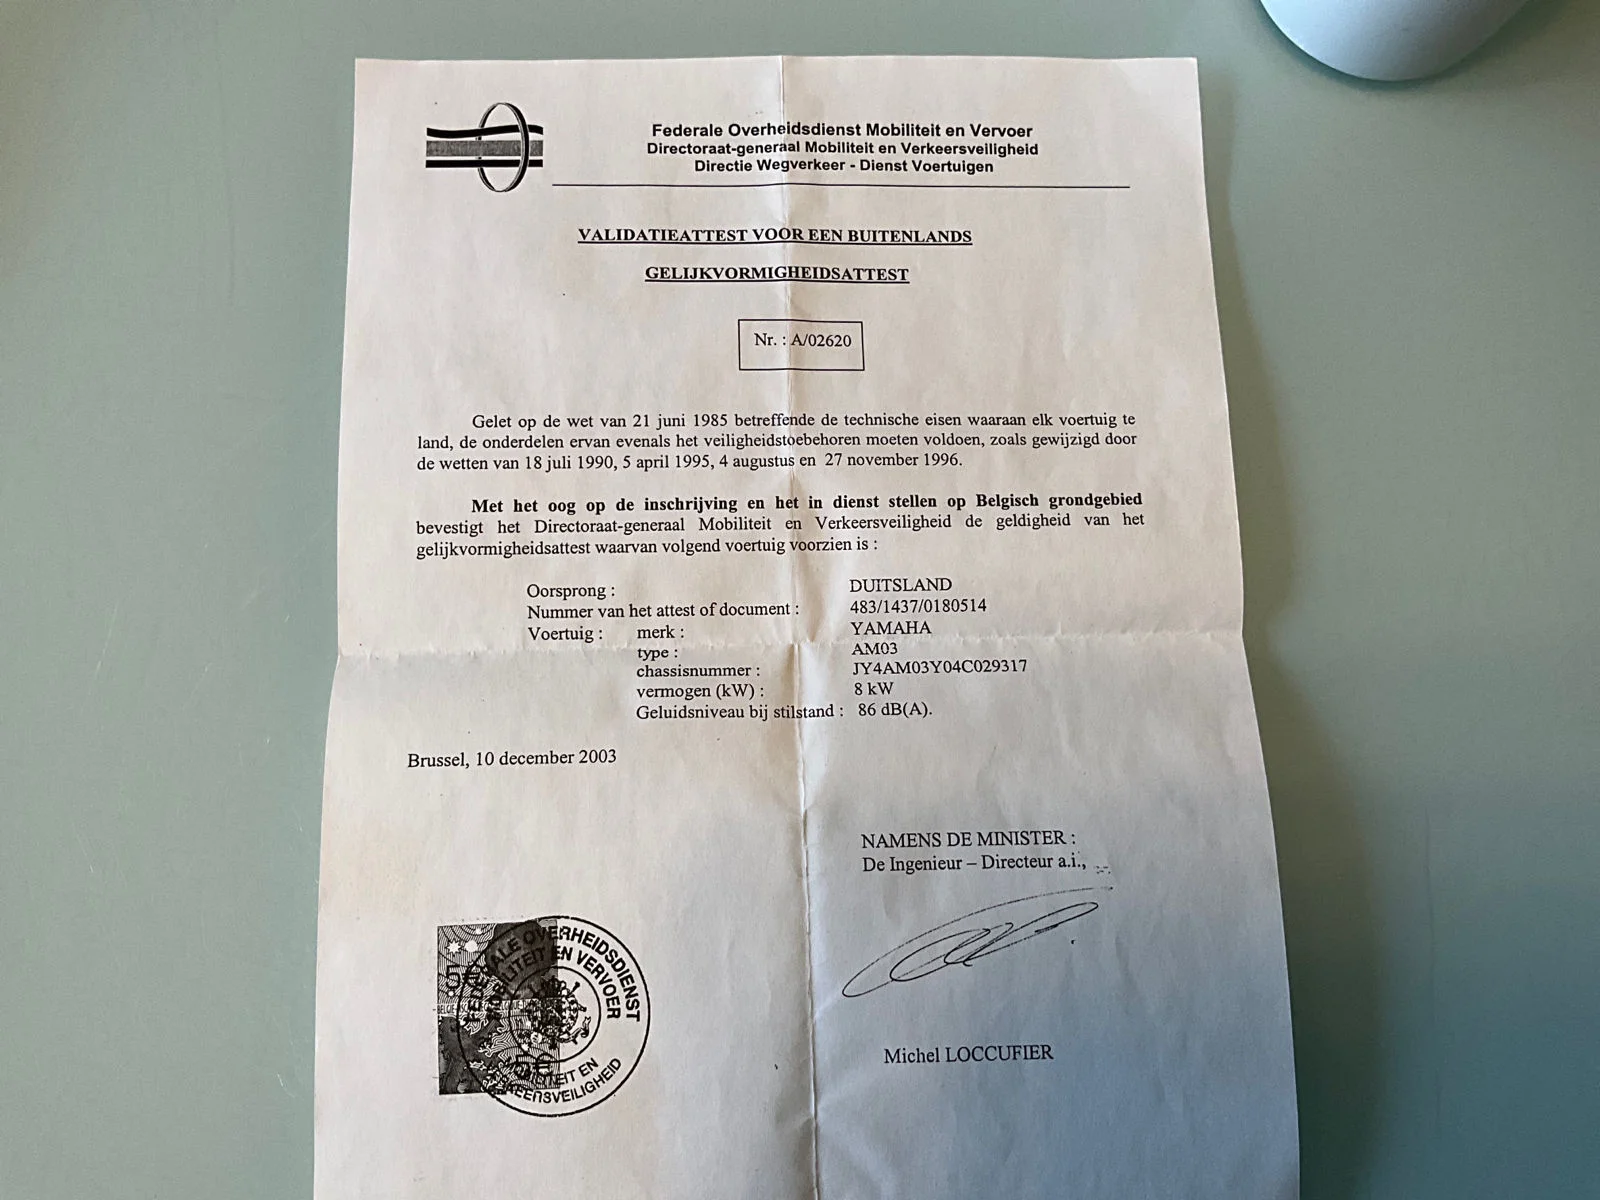 Federale Overheidsdienst Mobiliteit en Vervoer
Directoraat-generaal Mobiliteit en Verkeersveiligheid
Directie Wegverkeer - Dienst Voertuigen
VALIDATIEATTEST VOOR EEN BUITENLANDS
GELIJKVORMIGHEIDSATTEST
Nr. : A/02620
Gelet op de wet van 21 juni 1985 betreffende de technische eisen waaraan elk voertuig te
land, de onderdelen ervan evenals het veiligheidstoebehoren moeten voldoen, zoals gewijzigd door
de wetten van 18 juli 1990, 5 april 1995, 4 augustus en 27 november 1996.
Met het oog op de inschrijving en het in dienst stellen op Belgisch grondgebied
bevestigt het Directoraat-generaal Mobiliteit en Verkeersveiligheid de geldigheid van het
gelijkvormigheidsattest waarvan volgend voertuig voorzien is :
Oorsprong : DUITSLAND
Nummer van het attest of document : 483/1437/0180514
Voertuig : merk : YAMAHA
type : AM03
chassisnummer : JY4AM03Y04C029317
vermogen (kW) : 8 kW
Geluidsniveau bij stilstand : 86 dB(A).
Brussel, 10 december 2003
NAMENS DE MINISTER :
De Ingenieur – Directeur a.i.,
OVERHEIDSDIENST
EN VERVOER
EN
VERKEERSVEILIGHEID
Michel LOCCUFIER